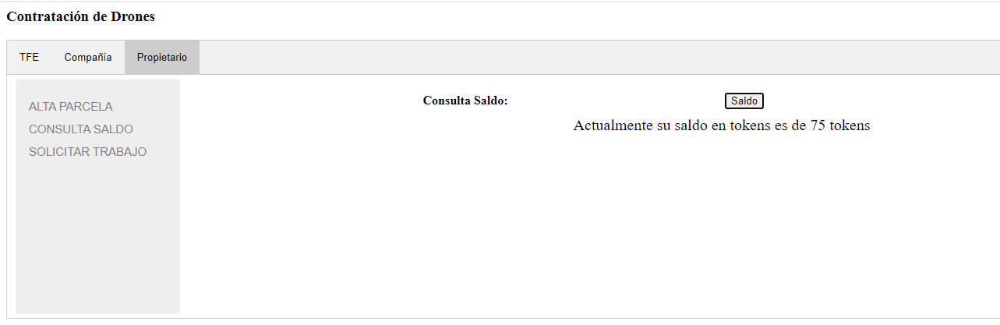 Contratación de Drones
TFE Compañía Propietario
ALTA PARCELA
CONSULTA SALDO
SOLICITAR TRABAJO
Consulta Saldo: Saldo
Actualmente su saldo en tokens es de 75 tokens